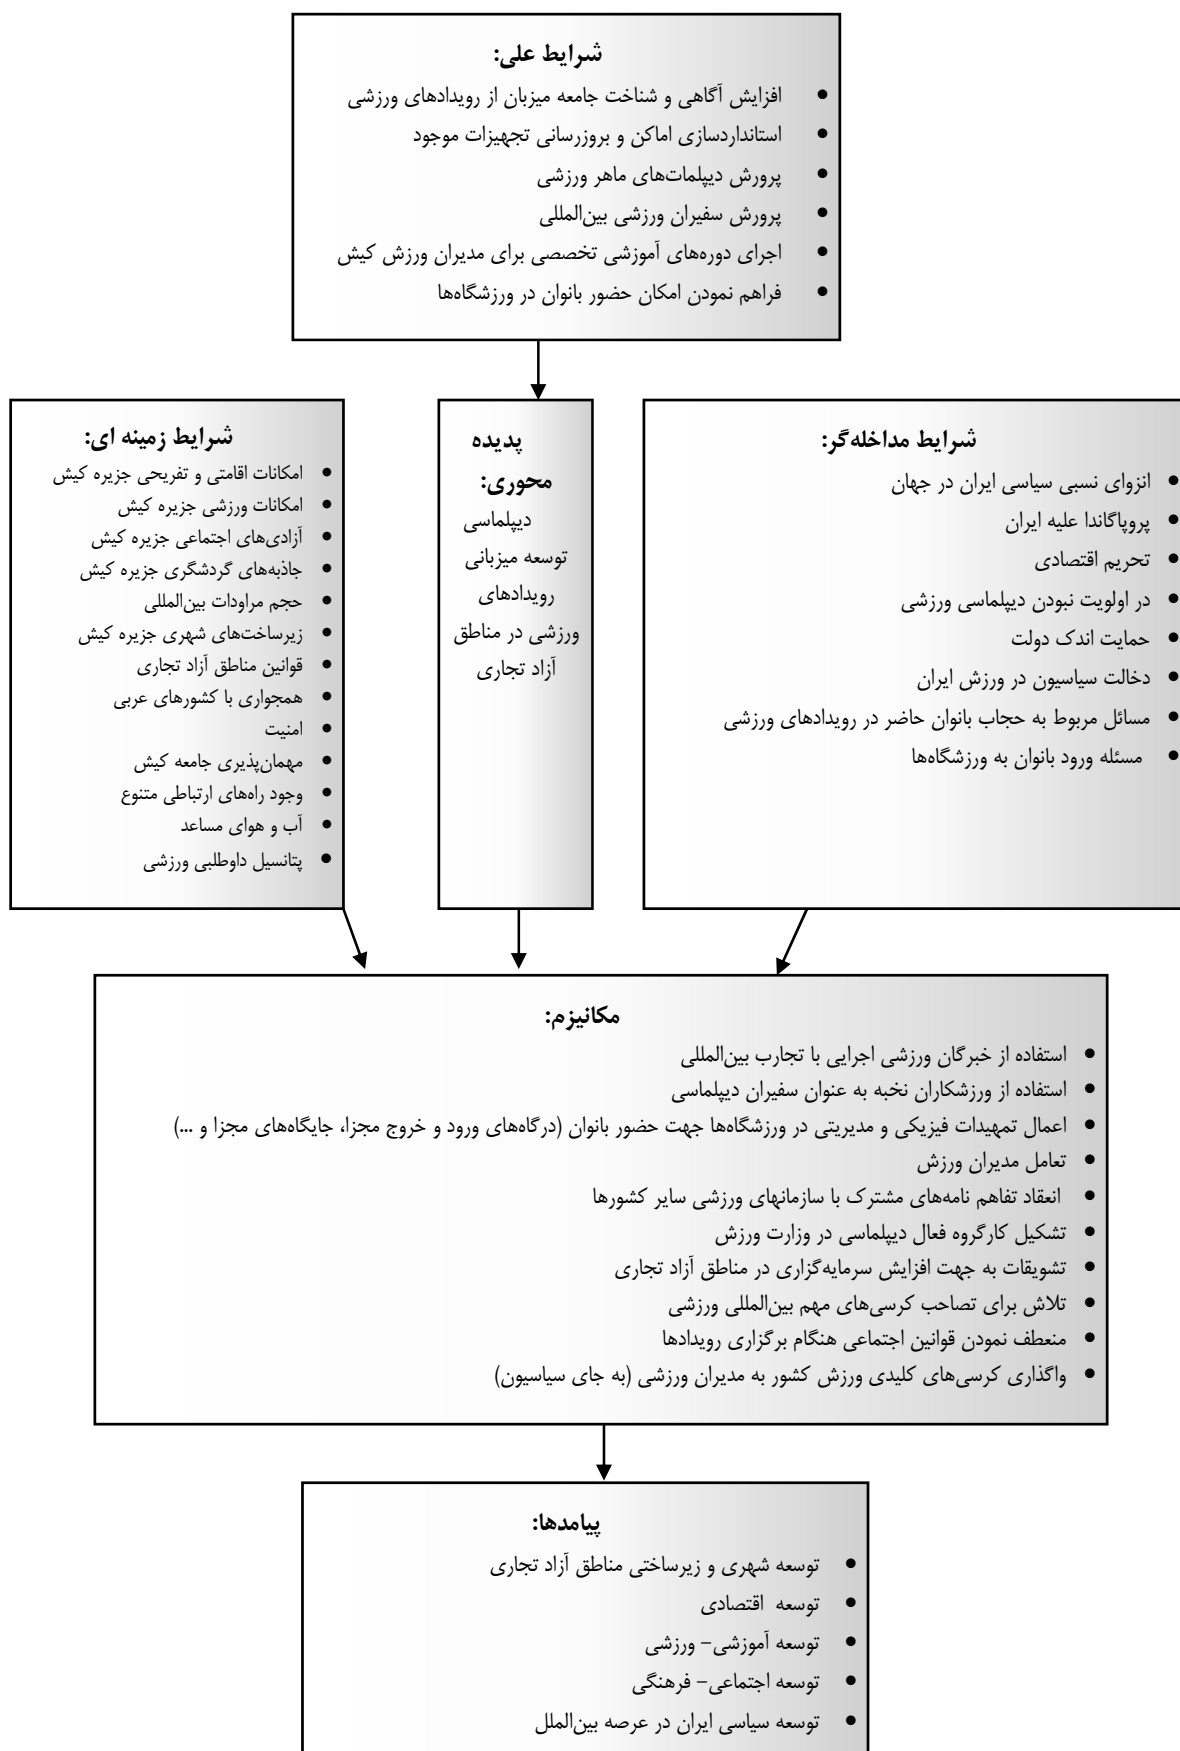 شرایط علی:
• افزایش آگاهی و شناخت جامعه میزبان از رویدادهای ورزشی
• استانداردسازی اماکن و بروزرسانی تجهیزات موجود
• پرورش دیپلمات‌های ماهر ورزشی
• پرورش سفیران ورزشی بین‌المللی
• اجرای دوره‌های آموزشی تخصصی برای مدیران ورزش کیش
• فراهم نمودن امکان حضور بانوان در ورزشگاه‌ها
شرایط مداخله‌گر:
• انزوای نسبی سیاسی ایران در جهان
• پروپاگاندا علیه ایران
• تحریم اقتصادی
• در اولویت نبودن دیپلماسی ورزشی
• حمایت اندک دولت
• دخالت سیاسیون در ورزش ایران
• مسائل مربوط به حجاب بانوان حاضر در رویدادهای ورزشی
• مسئله ورود بانوان به ورزشگاه‌ها
پدیده
محوری:
دیپلماسی
توسعه میزبانی
رویدادهای
ورزشی در مناطق
آزاد تجاری
شرایط زمینه ای:
• امکانات اقامتی و تفریحی جزیره کیش
• امکانات ورزشی جزیره کیش
• آزادی‌های اجتماعی جزیره کیش
• جاذبه‌های گردشگری جزیره کیش
• حجم مراودات بین‌المللی
• زیرساخت‌های شهری جزیره کیش
• قوانین مناطق آزاد تجاری
• همجواری با کشورهای عربی
• امنیت
• مهمان‌پذیری جامعه کیش
• وجود راه‌های ارتباطی متنوع
• آب و هوای مساعد
• پتانسیل داوطلبی ورزشی
مکانیزم:
• استفاده از خبرگان ورزشی اجرایی با تجارب بین‌المللی
• استفاده از ورزشکاران نخبه به عنوان سفیران دیپلماسی
• اعمال تمهیدات فیزیکی و مدیریتی در ورزشگاه‌ها جهت حضور بانوان (درگاه‌های ورود و خروج مجزا، جایگاه‌های مجزا و ...)
• تعامل مدیران ورزش
• انعقاد تفاهم نامه‌های مشترک با سازمانهای ورزشی سایر کشورها
• تشکیل کارگروه فعال دیپلماسی در وزارت ورزش
• تشویقات به جهت افزایش سرمایه‌گزاری در مناطق آزاد تجاری
• تلاش برای تصاحب کرسی‌های مهم بین‌المللی ورزشی
• منعطف نمودن قوانین اجتماعی هنگام برگزاری رویدادها
• واگذاری کرسی‌های کلیدی ورزش کشور به مدیران ورزشی (به جای سیاسیون)
پیامدها:
• توسعه شهری و زیرساختی مناطق آزاد تجاری
• توسعه اقتصادی
• توسعه آموزشی– ورزشی
• توسعه اجتماعی– فرهنگی
• توسعه سیاسی ایران در عرصه بین‌الملل